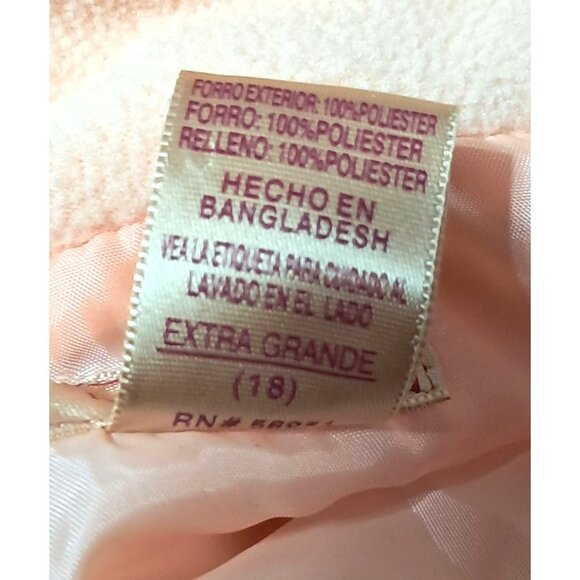 FORRO EXTERIOR: 100%POLIESTER
FORRO: 100%POLIESTER
RELLENO: 100%POLIESTER
HECHO EN
BANGLADESH
VEA LA ETIQUETA PARA CUIDADO AL
LAVADO EN EL LADO
EXTRA GRANDE
(18)
RN#